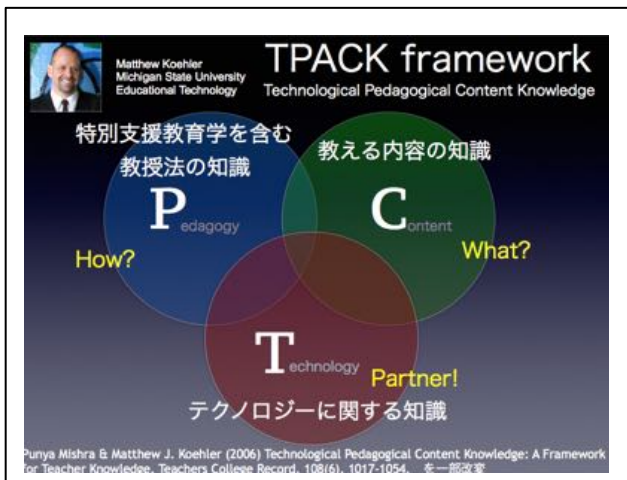 Matthew Koehler
Michigan State University
Educational Technology
TPACK framework
Technological Pedagogical Content Knowledge
特別支援教育学を含む
教授法の知識
Pedagogy
How?
教える内容の知識
Content
What?
Technology
Partner!
テクノロジーに関する知識
Punya Mishra & Matthew J. Koehler (2006) Technological Pedagogical Content Knowledge: A Framework
for Teacher Knowledge. Teachers College Record, 108(6), 1017-1054.　を一部改変